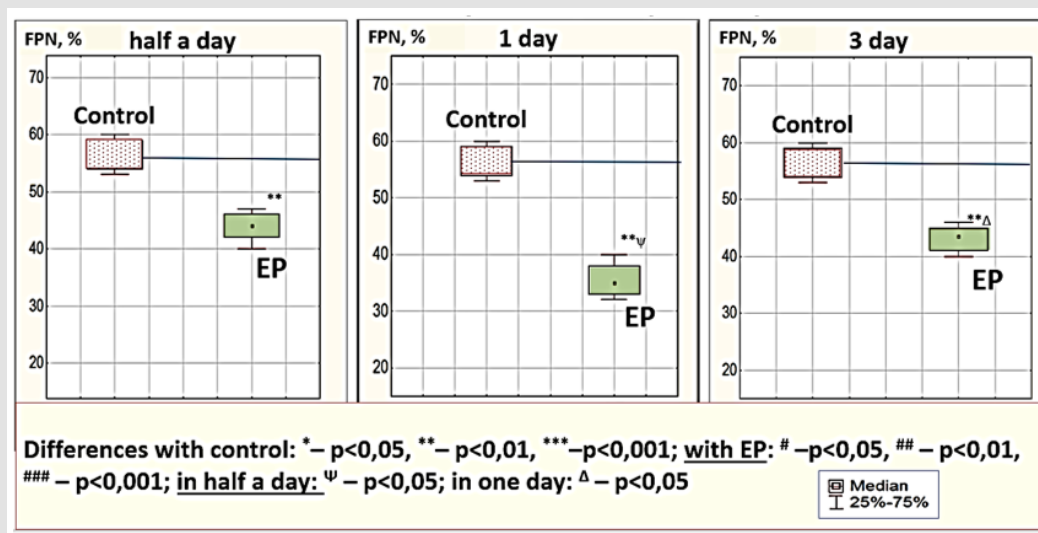 FPN, % half a day
70
Control
60
50
**
40
EP
30
20
FPN, % 1 day
70
Control
60
50
**Ψ
40
30
EP
20
FPN, % 3 day
70
Control
60
50
**Δ
40
EP
30
20
Differences with control: *– p<0,05, **– p<0,01, ***–p<0,001; with EP: # –p<0,05, ## – p<0,01,
### – p<0,001; in half a day: Ψ – p<0,05; in one day: Δ – p<0,05
Median
25%-75%